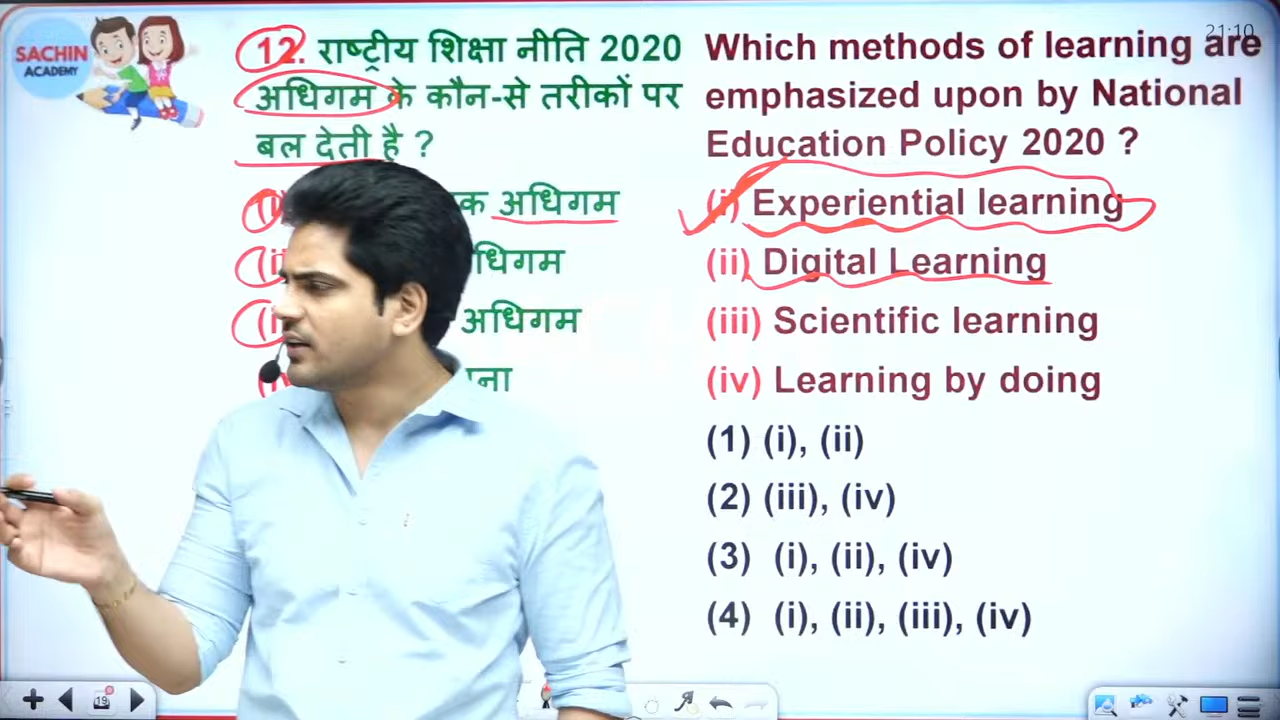 SACHIN
ACADEMY
21:10
12. राष्ट्रीय शिक्षा नीति 2020
अधिगम के कौन-से तरीकों पर
बल देती है ?
अधिगम
अधिगम
Which methods of learning are
emphasized upon by National
Education Policy 2020 ?
(i) Experiential learning
(ii) Digital Learning
(iii) Scientific learning
(iv) Learning by doing
(1) (i), (ii)
(2) (iii), (iv)
(3) (i), (ii), (iv)
(4) (i), (ii), (iii), (iv)
19